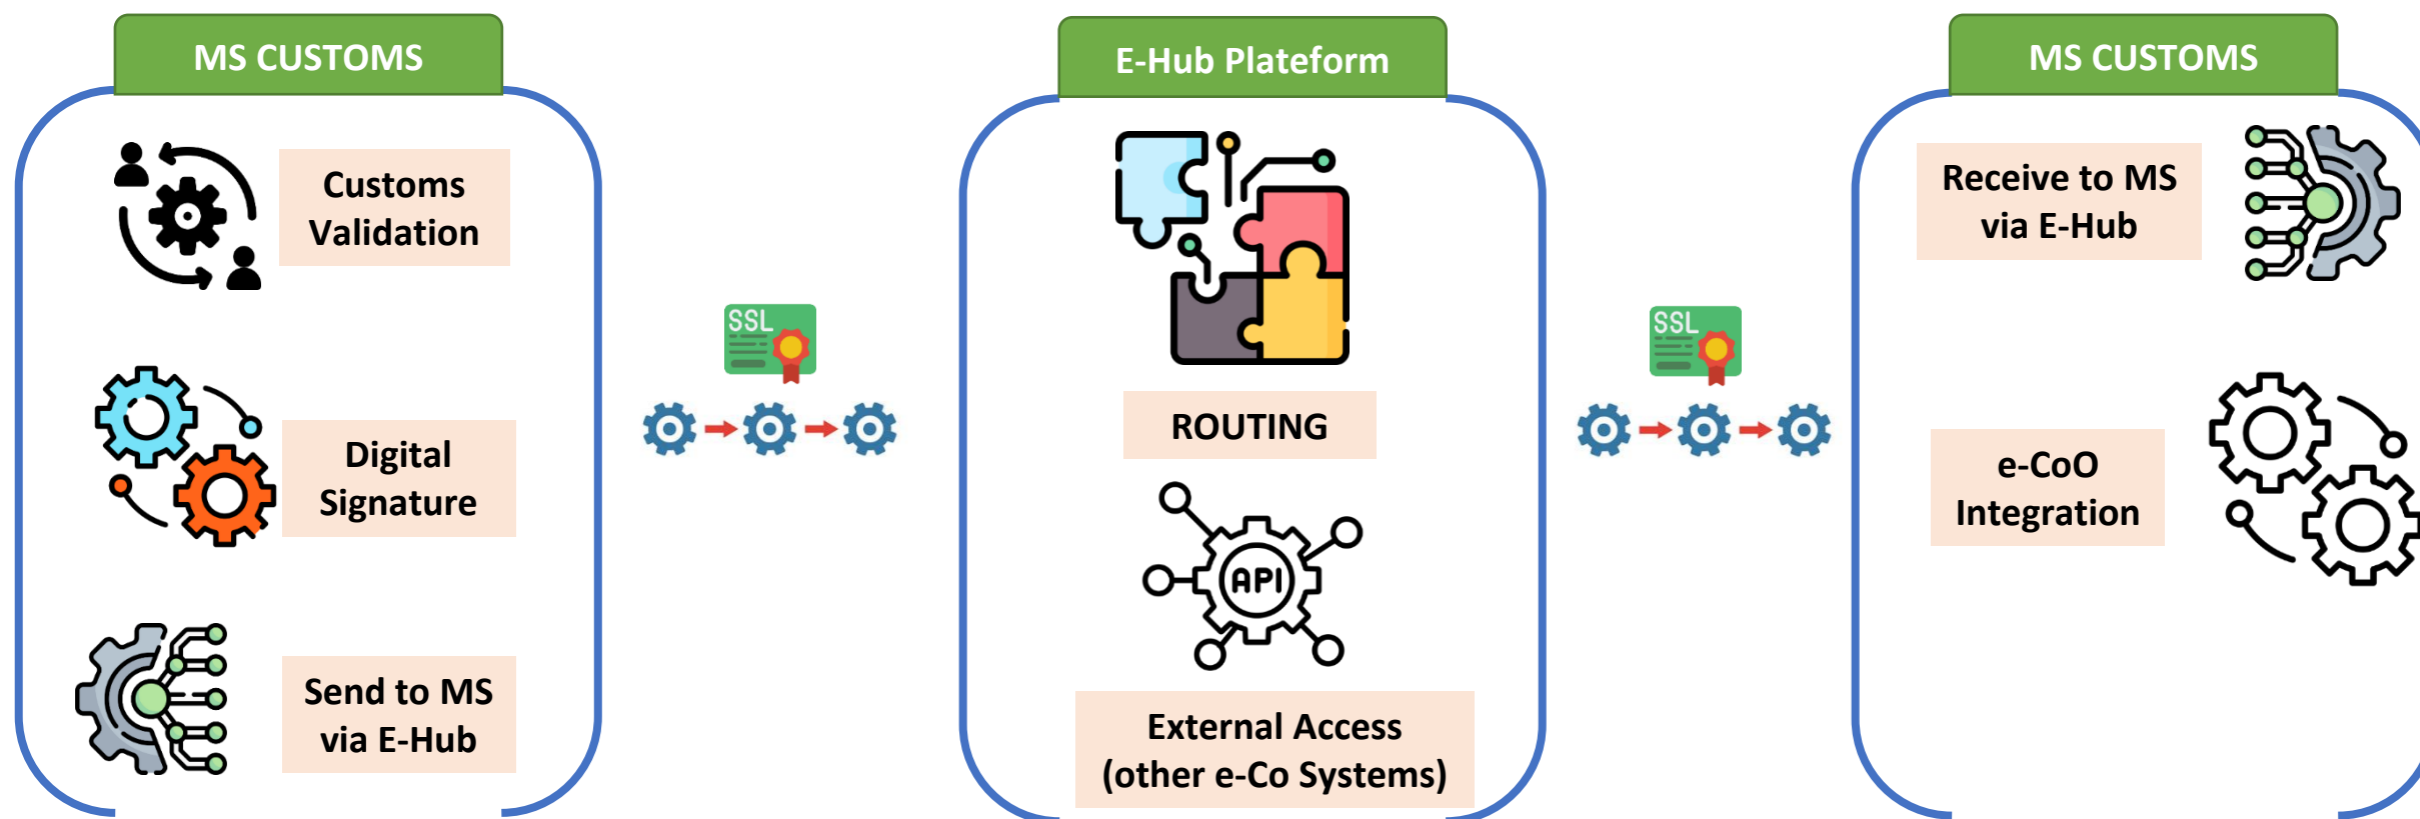 MS CUSTOMS
Customs
Validation
Digital
Signature
Send to MS
via E-Hub
SSL
E-Hub Plateform
ROUTING
API
External Access
(other e-Co Systems)
SSL
MS CUSTOMS
Receive to MS
via E-Hub
e-CoO
Integration